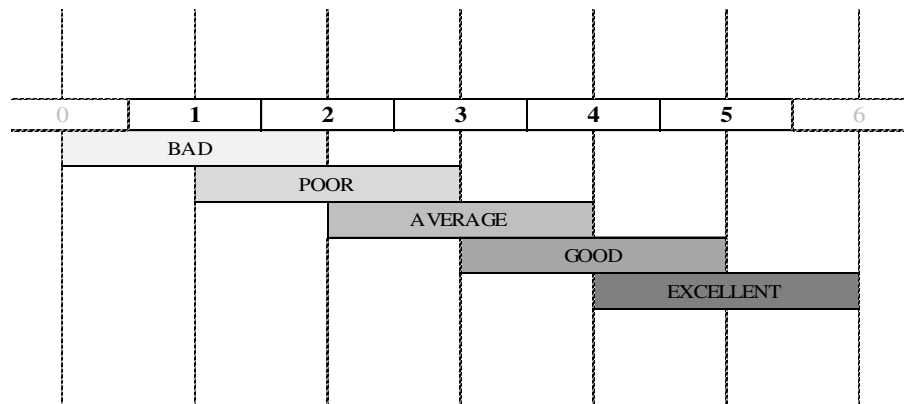 0 1 2 3 4 5 6
BAD
POOR
AVERAGE
GOOD
EXCELLENT